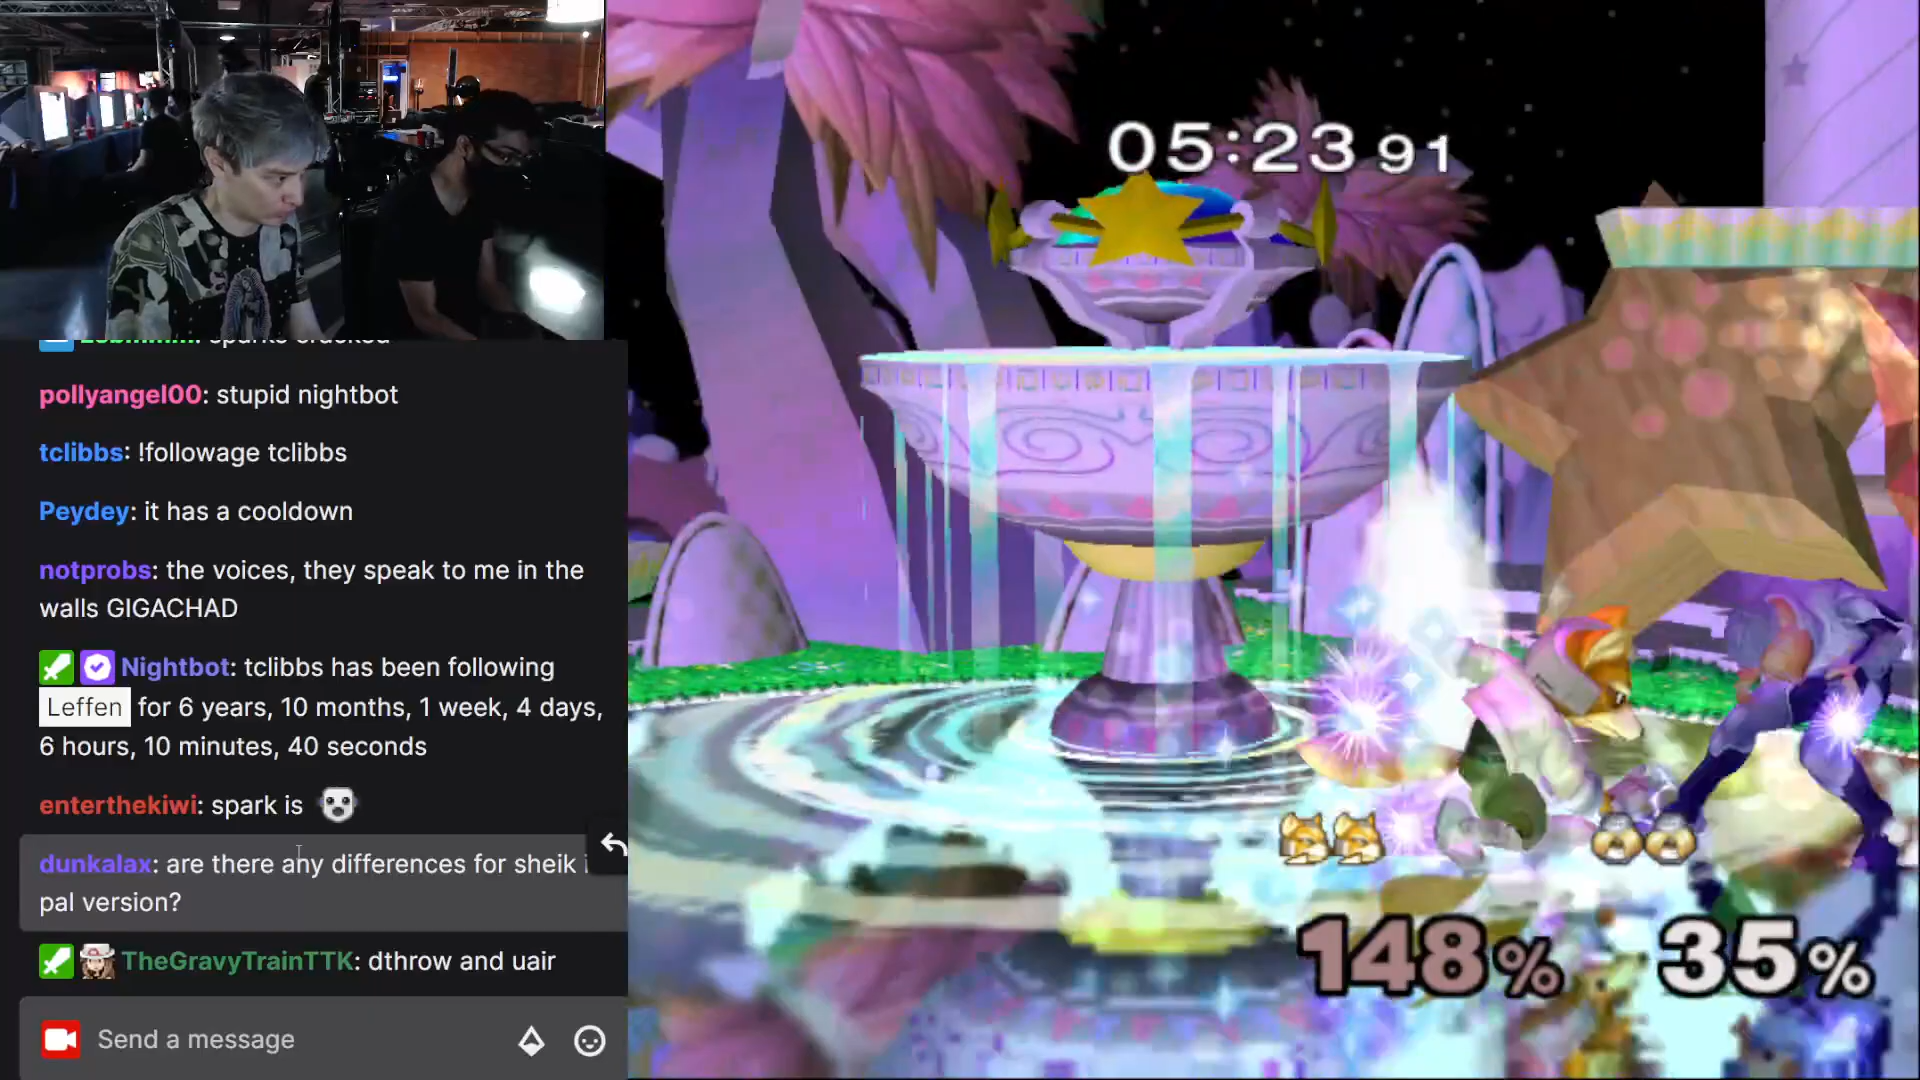 05:23 91
pollyangel00: stupid nightbot
tclibbs: !followage tclibbs
Peydey: it has a cooldown
notprobs: the voices, they speak to me in the
walls GIGACHAD
Nightbot: tclibbs has been following
Leffen for 6 years, 10 months, 1 week, 4 days,
6 hours, 10 minutes, 40 seconds
enterthekiwi: spark is
dunkalax: are there any differences for sheik
pal version?
TheGravyTrainTTK: dthrow and uair
Send a message
148% 35%